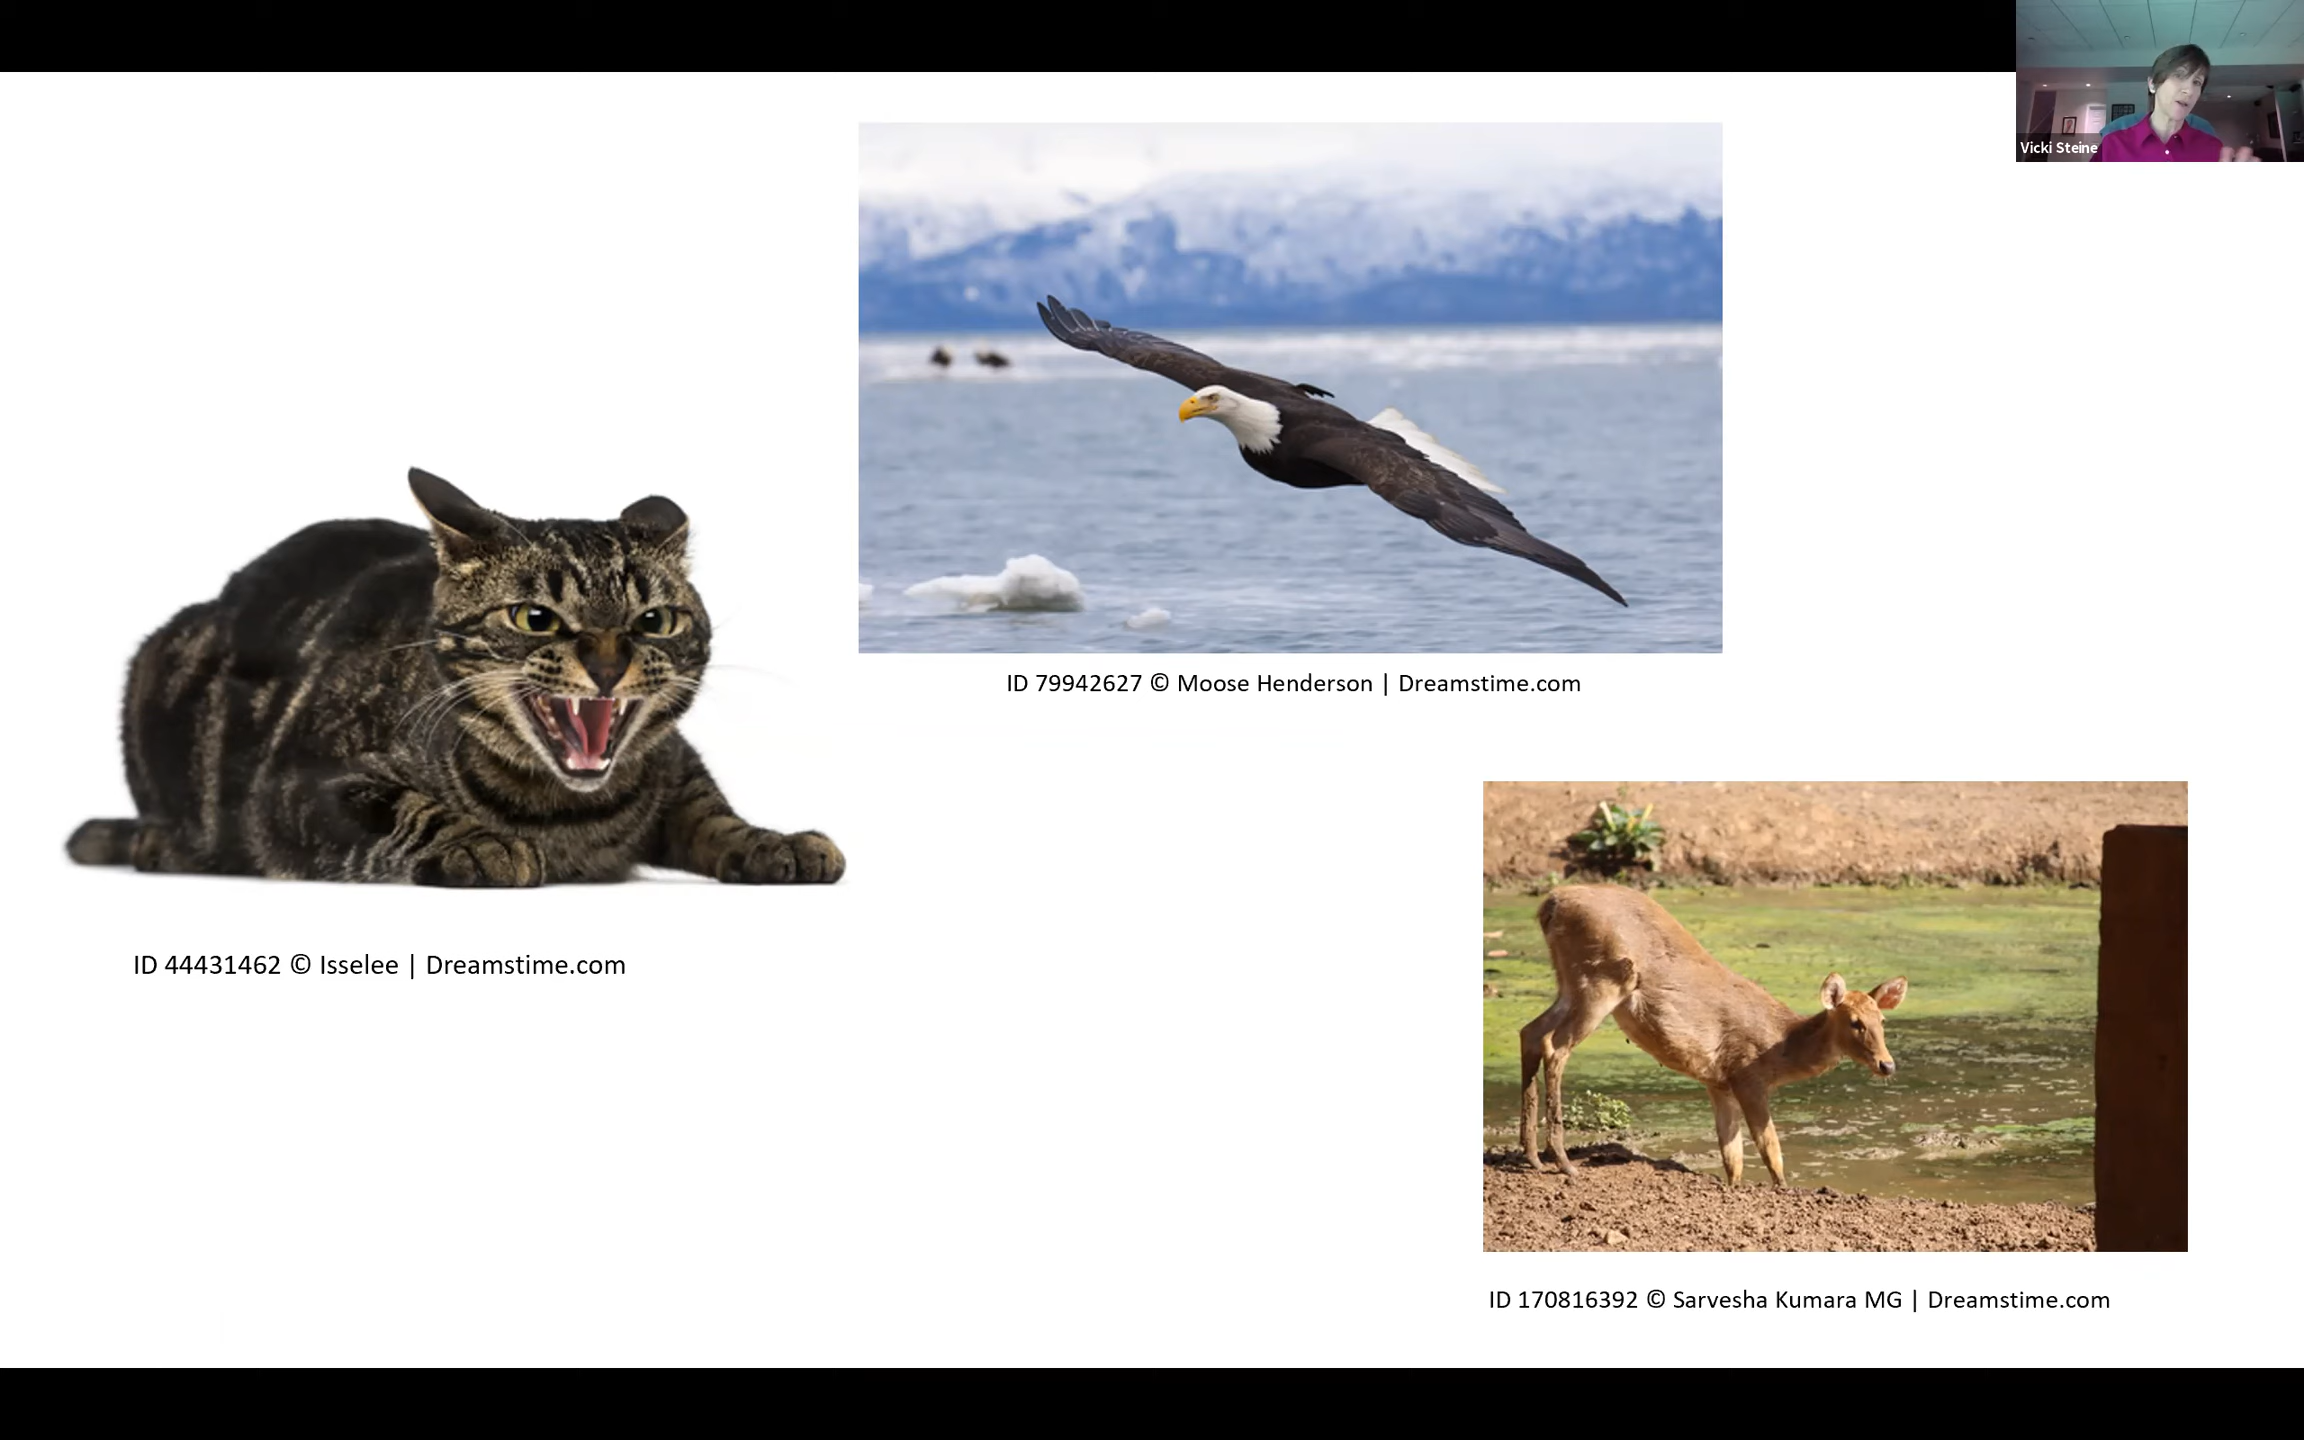 Vicki Steine
ID 79942627 © Moose Henderson | Dreamstime.com
ID 44431462 © Isselee | Dreamstime.com
ID 170816392 © Sarvesha Kumara MG | Dreamstime.com